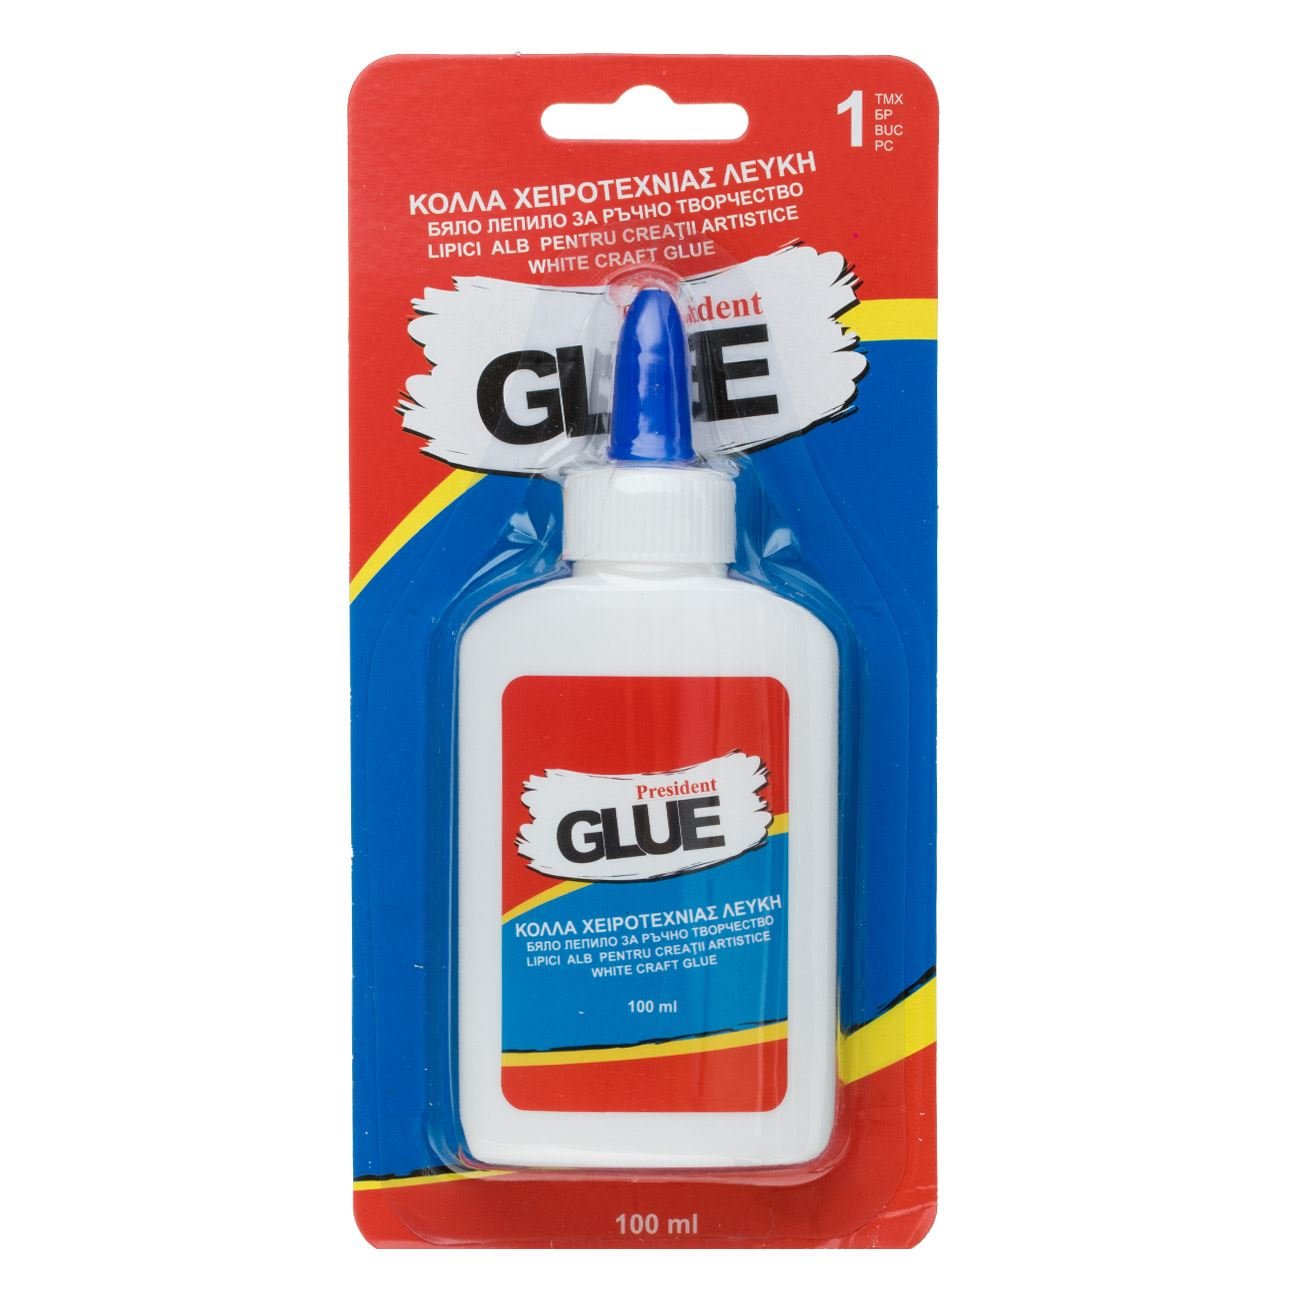 1
ΤΜΧ
БР
BUC
PC
ΚΟΛΛΑ ΧΕΙΡΟΤΕΧΝΙΑΣ ΛΕΥΚΗ
БЯЛО ЛЕПИЛО ЗА РЪЧНО ТВОРЧЕСТВО
LIPICI ALB PENTRU CREAŢII ARTISTICE
WHITE CRAFT GLUE
President
GLUE
President
GLUE
ΚΟΛΛΑ ΧΕΙΡΟΤΕΧΝΙΑΣ ΛΕΥΚΗ
БЯЛО ЛЕПИЛО ЗА РЪЧНО ТВОРЧЕСТВО
LIPICI ALB PENTRU CREAŢII ARTISTICE
WHITE CRAFT GLUE
100 ml
100 ml